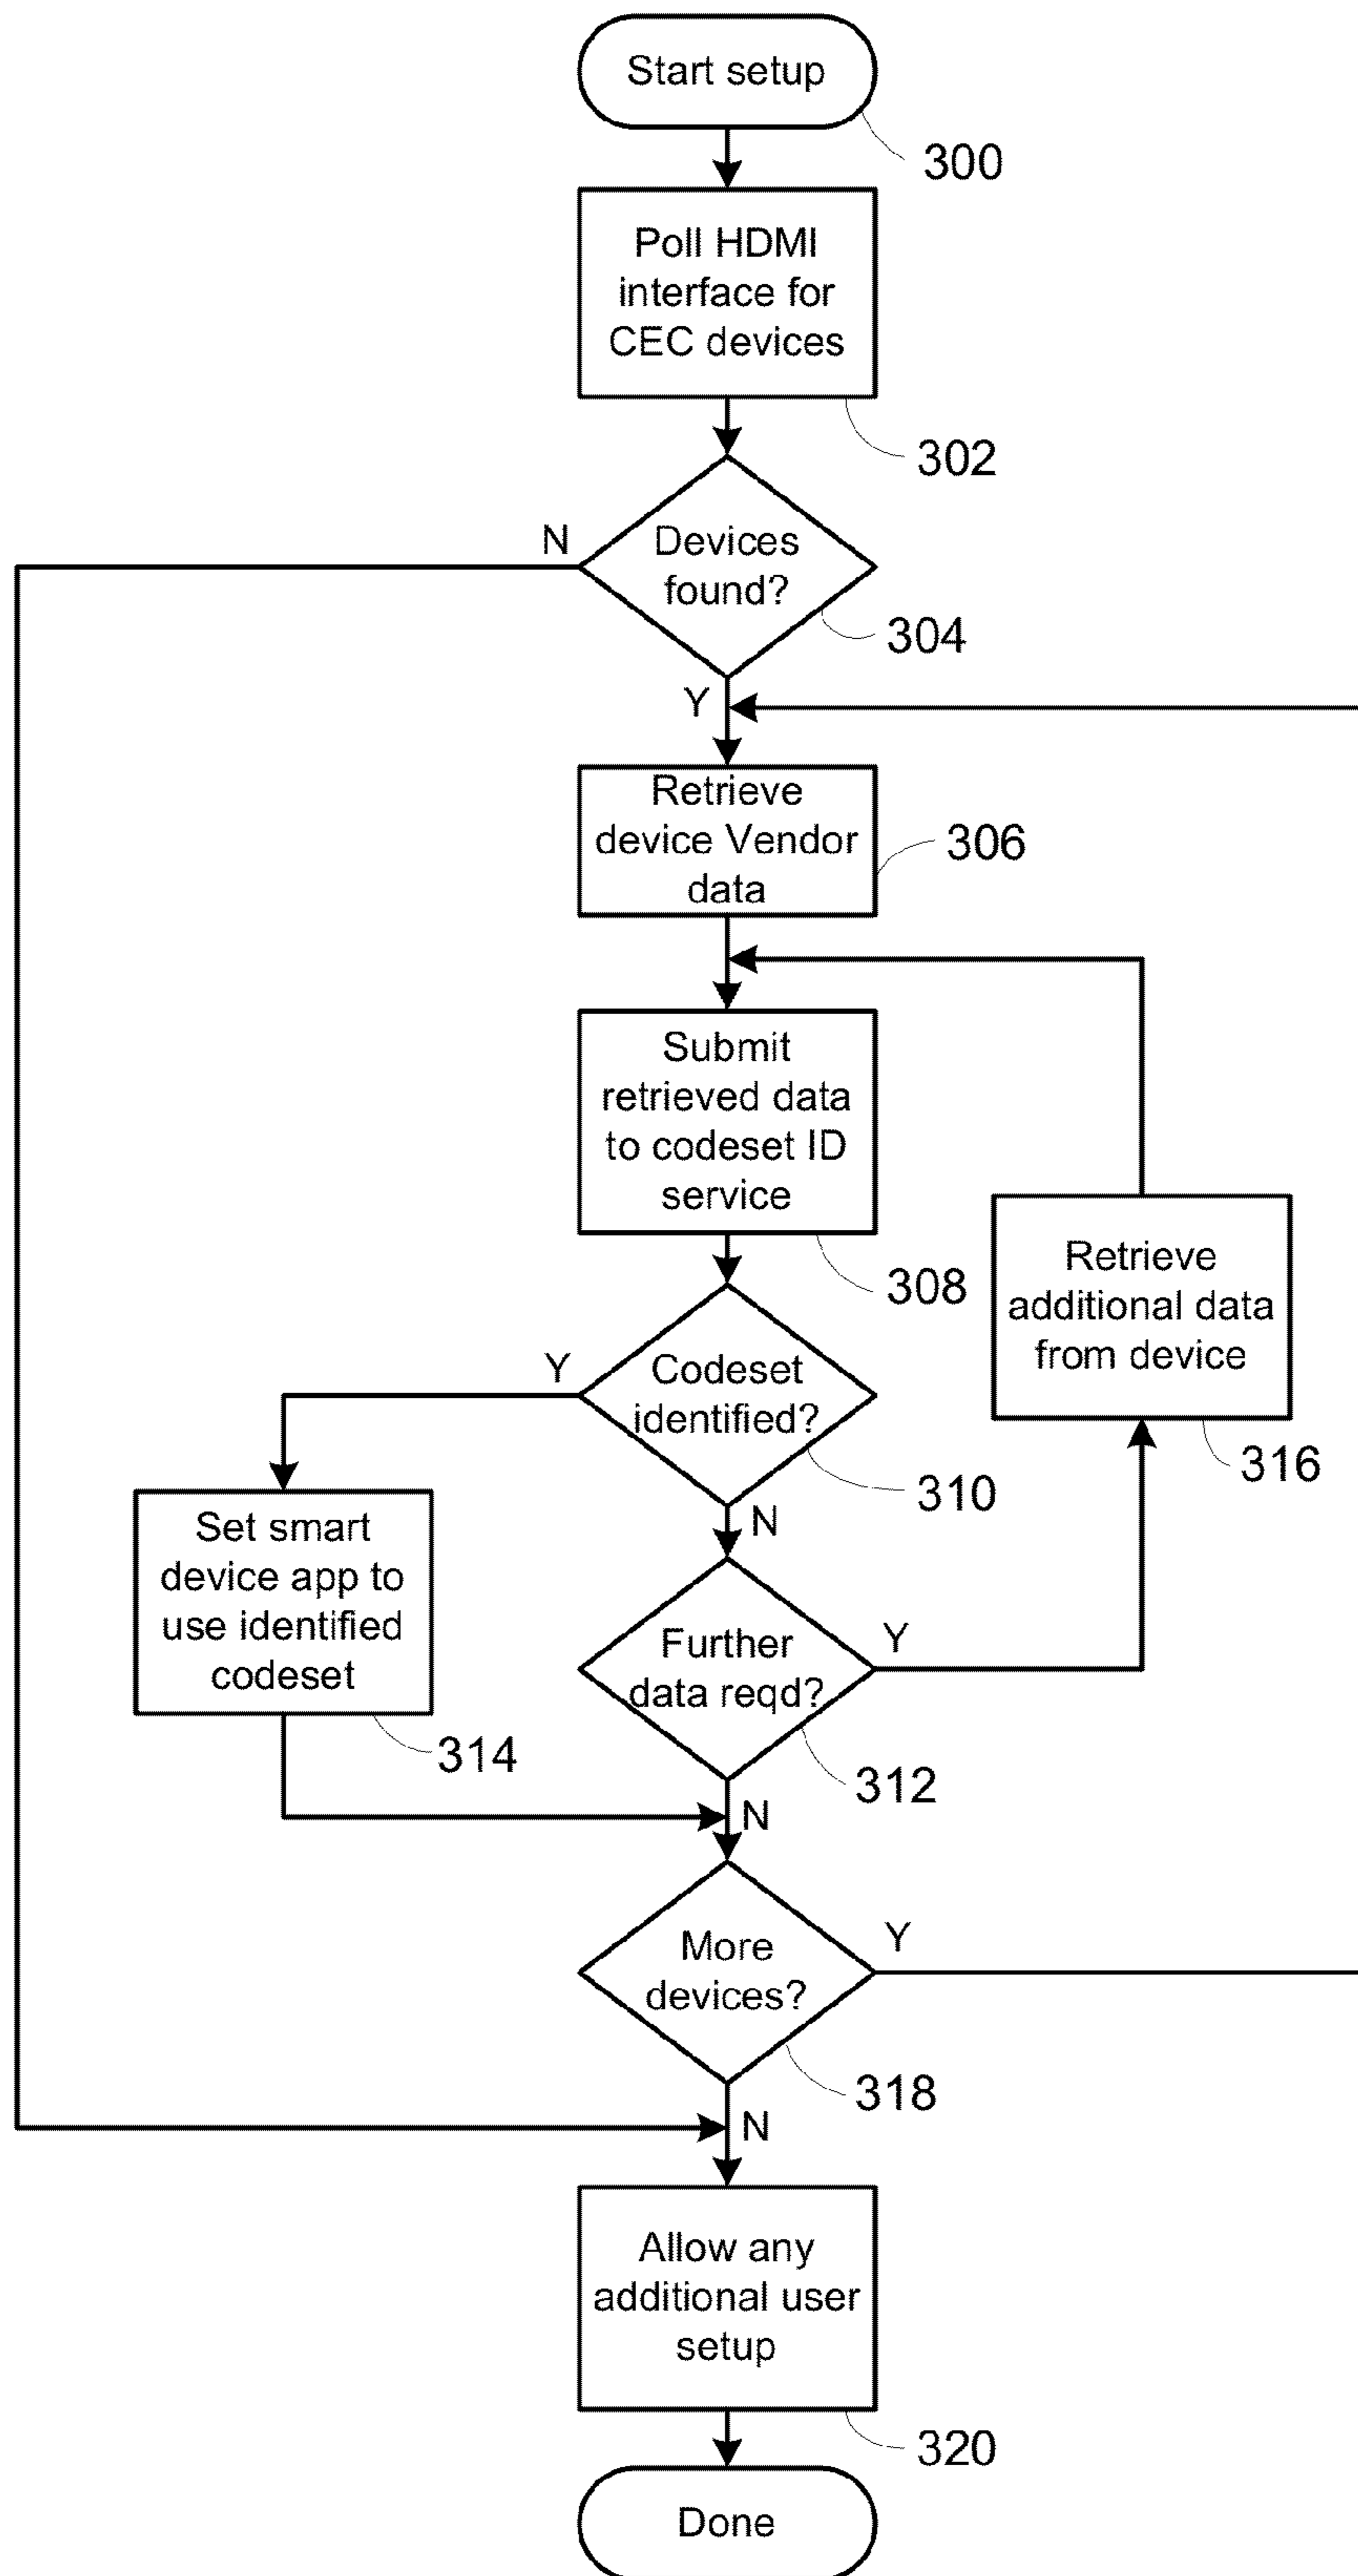 Start setup
300
Poll HDMI
interface for
CEC devices
302
N
Devices
found?
304
Y
Retrieve
device Vendor
data
306
Submit
retrieved data
to codeset ID
service
308
Retrieve
additional data
from device
316
Y
Codeset
identified?
310
N
Set smart
device app to
use identified
codeset
314
Further
data reqd?
Y
312
N
More
devices?
Y
318
N
Allow any
additional user
setup
320
Done